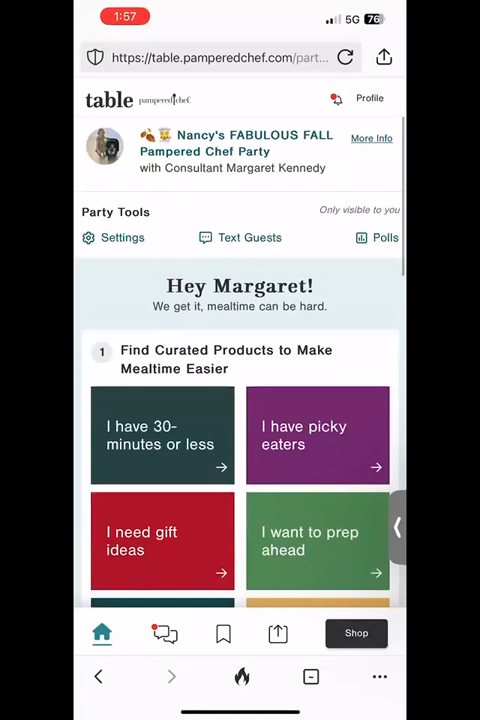 1:57
5G 76
https://table.pamperedchef.com/part...
table pampered chef.
Profile
Nancy's FABULOUS FALL
Pampered Chef Party
More Info
with Consultant Margaret Kennedy
Party Tools
Only visible to you
Settings
Text Guests
Polls
Hey Margaret!
We get it, mealtime can be hard.
1 Find Curated Products to Make
Mealtime Easier
I have 30-
minutes or less
I have picky
eaters
I need gift
ideas
I want to prep
ahead
Shop